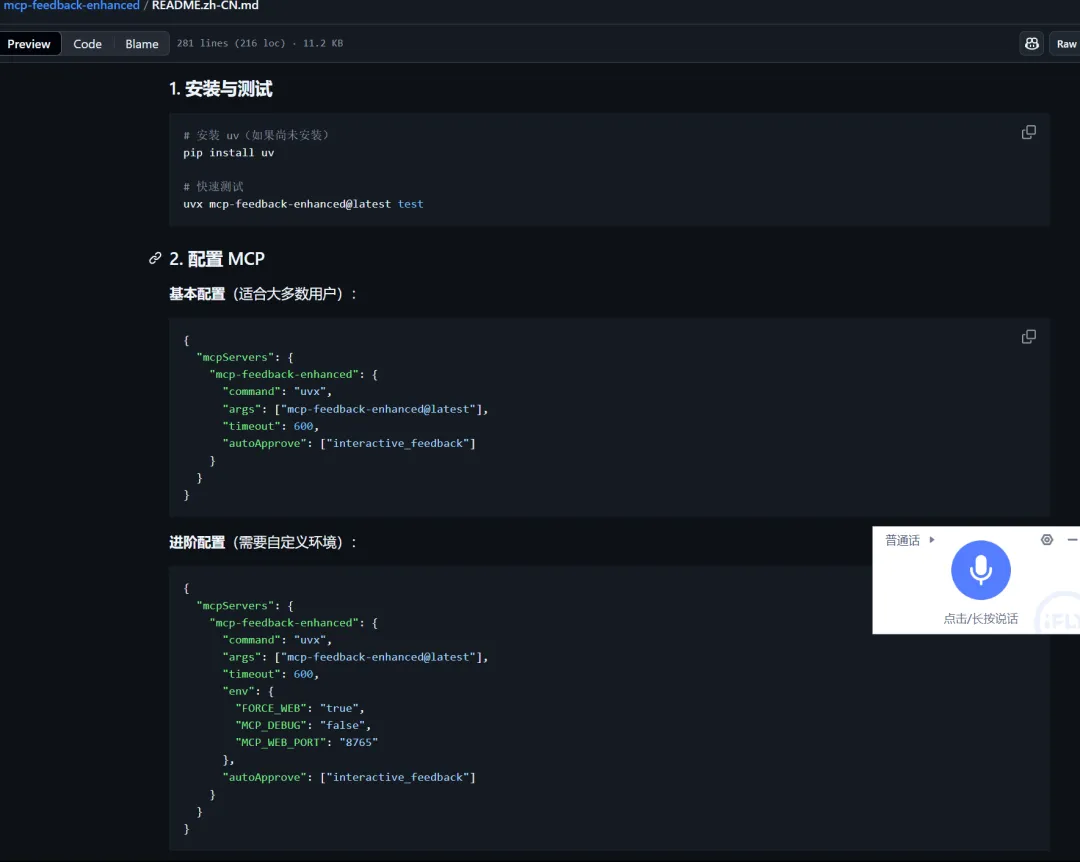 mcp-feedback-enhanced / README.zh-CN.md
Preview Code Blame 281 lines (216 loc) · 11.2 KB Raw
1. 安装与测试
# 安装 uv（如果尚未安装）
pip install uv
# 快速测试
uvx mcp-feedback-enhanced@latest test
2. 配置 MCP
基本配置（适合大多数用户）：
{
  "mcpServers": {
    "mcp-feedback-enhanced": {
      "command": "uvx",
      "args": ["mcp-feedback-enhanced@latest"],
      "timeout": 600,
      "autoApprove": ["interactive_feedback"]
    }
  }
}
进阶配置（需要自定义环境）：
{
  "mcpServers": {
    "mcp-feedback-enhanced": {
      "command": "uvx",
      "args": ["mcp-feedback-enhanced@latest"],
      "timeout": 600,
      "env": {
        "FORCE_WEB": "true",
        "MCP_DEBUG": "false",
        "MCP_WEB_PORT": "8765"
      },
      "autoApprove": ["interactive_feedback"]
    }
  }
}
普通话
点击/长按说话
iFLY